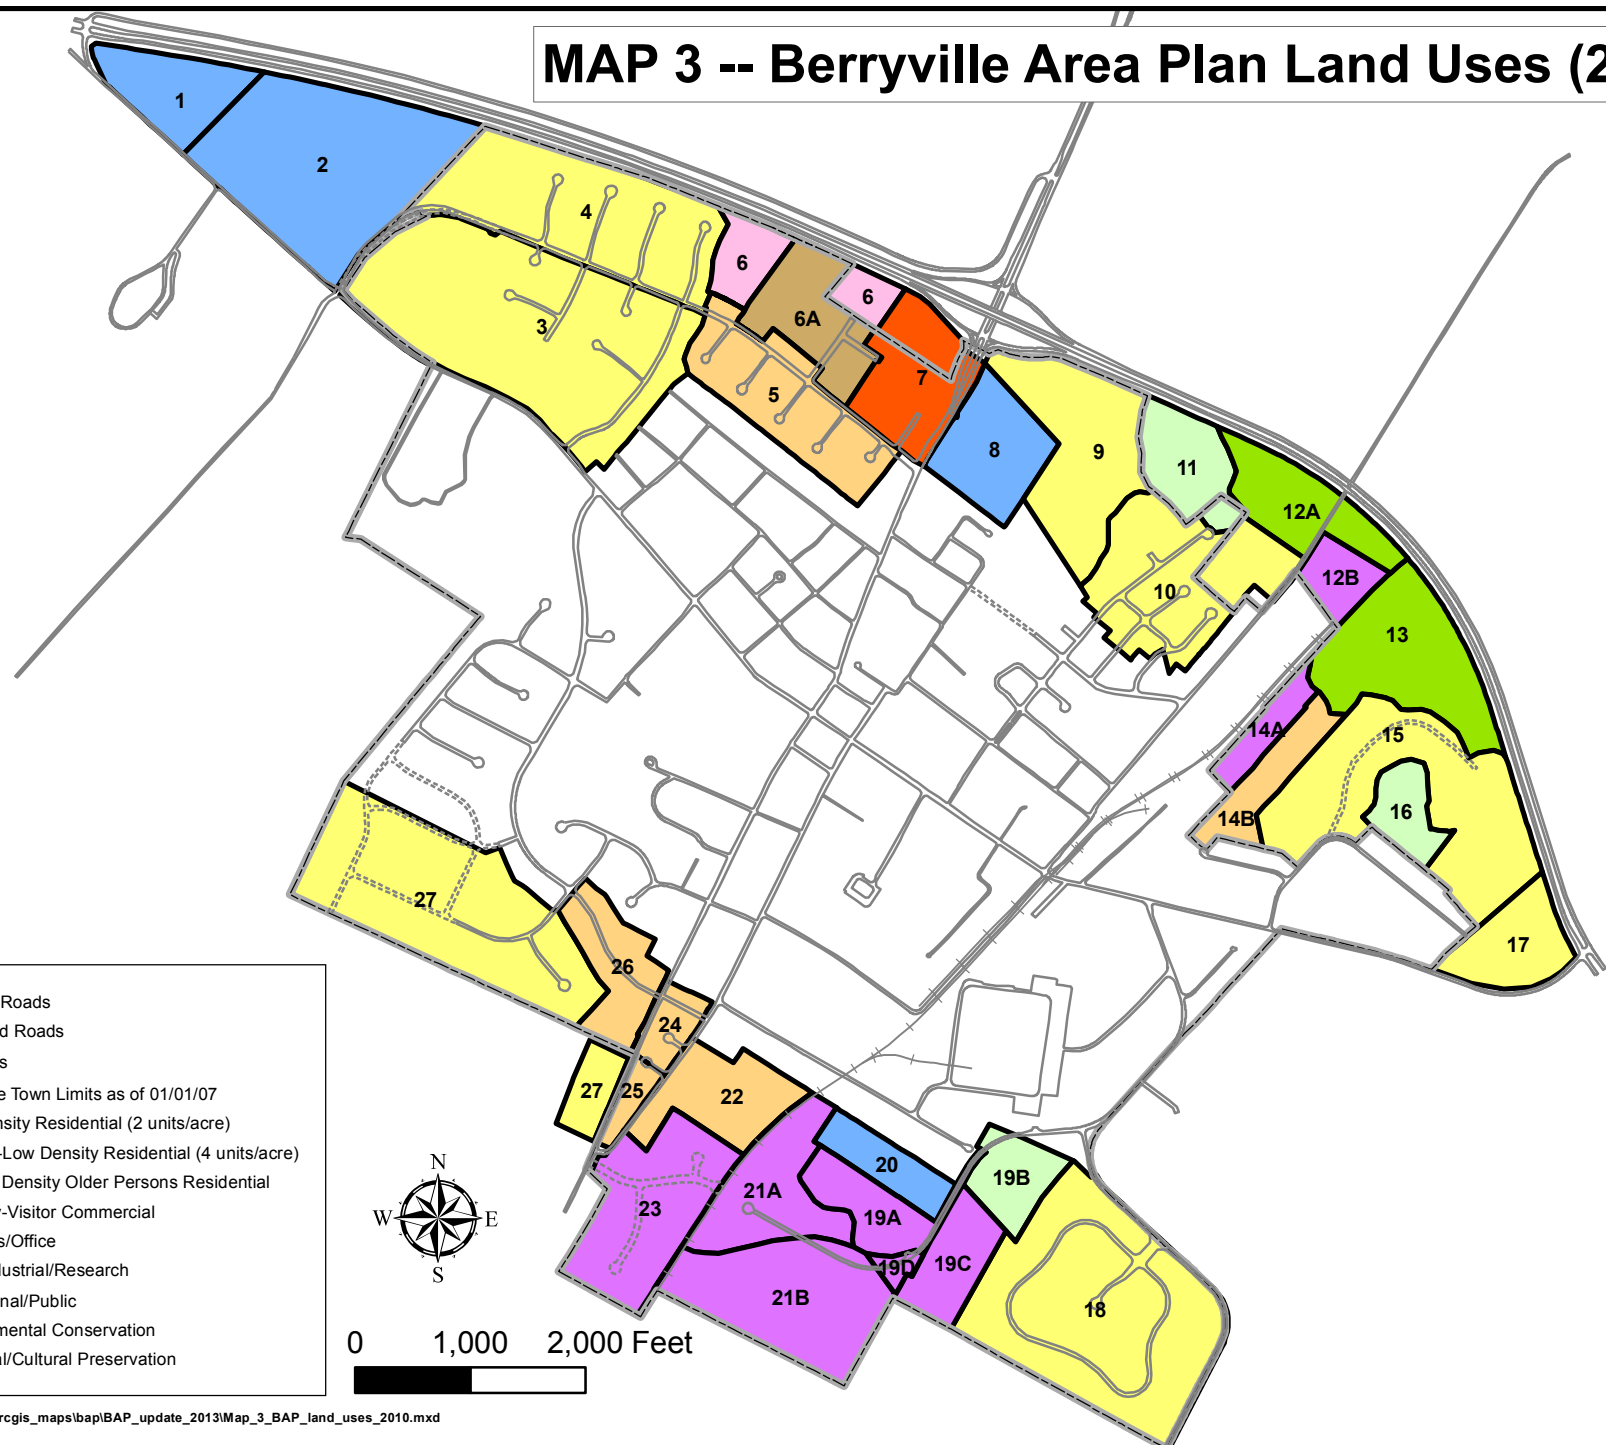 MAP 3 -- Berryville Area Plan Land Uses (2
1
2
4
3
6
6
6A
7
5
8
9
11
12A
12B
10
13
14A
15
14B
16
17
27
26
24
27
25
22
20
21A
19B
23
19A
19D
19C
21B
18
Roads
d Roads
s
e Town Limits as of 01/01/07
nsity Residential (2 units/acre)
-Low Density Residential (4 units/acre)
Density Older Persons Residential
y-Visitor Commercial
s/Office
dustrial/Research
nal/Public
mental Conservation
al/Cultural Preservation
N
W E
S
0 1,000 2,000 Feet
rcgis_maps\bap\BAP_update_2013\Map_3_BAP_land_uses_2010.mxd